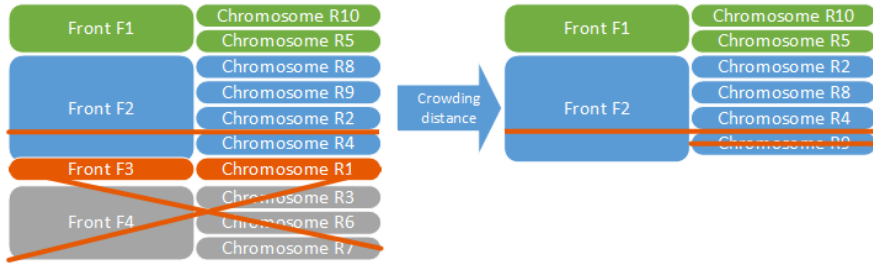 Front F1
Chromosome R10
Chromosome R5
Front F2
Chromosome R8
Chromosome R9
Chromosome R2
Chromosome R4
Front F3
Chromosome R1
Front F4
Chromosome R3
Chromosome R6
Chromosome R7
Crowding
distance
Front F1
Chromosome R10
Chromosome R5
Front F2
Chromosome R2
Chromosome R8
Chromosome R4
Chromosome R9